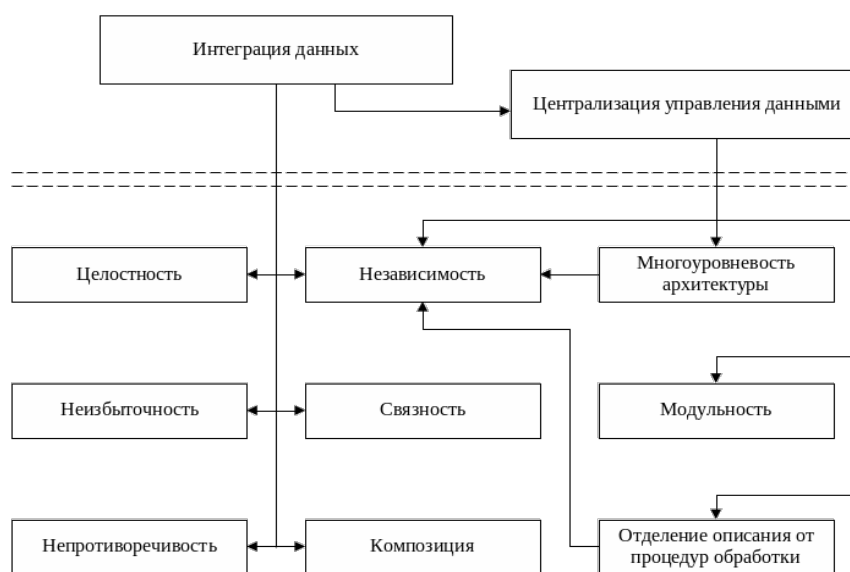 Интеграция данных
Централизация управления данными
Целостность
Независимость
Многоуровневость
архитектуры
Неизбыточность
Связность
Модульность
Непротиворечивость
Композиция
Отделение описания от
процедур обработки